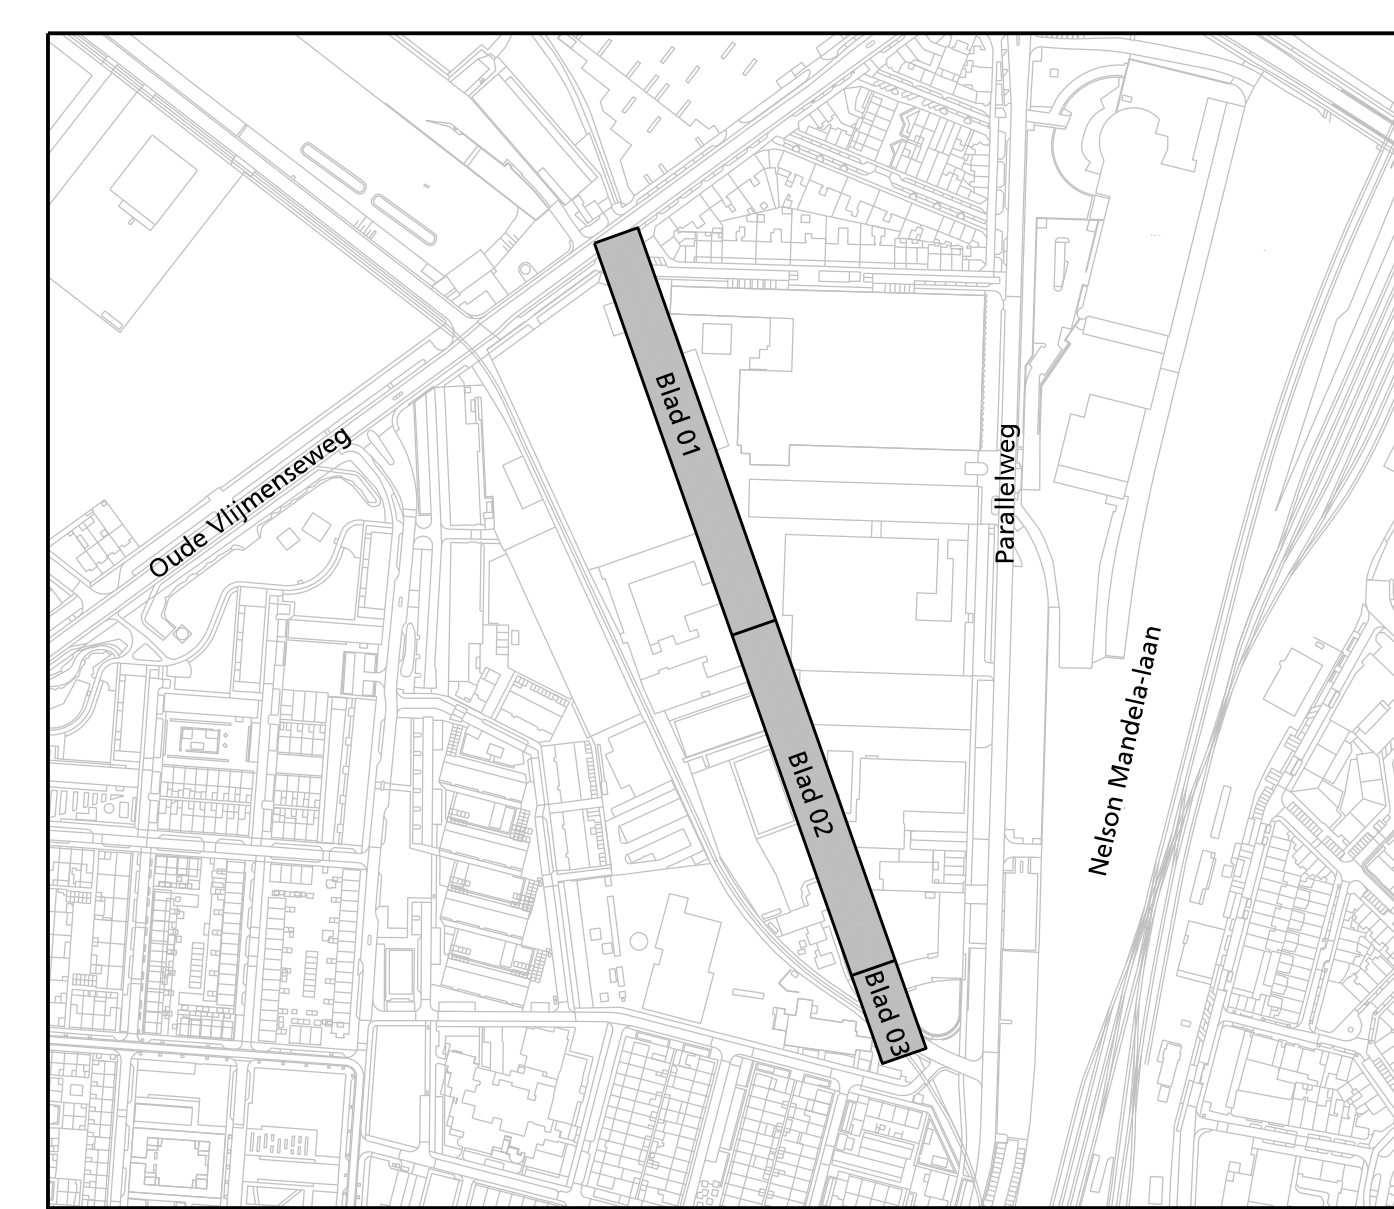 Blad 01
Oude Vlijmenseweg
Parallelweg
Nelson Mandela-laan
Blad 02
Blad 03